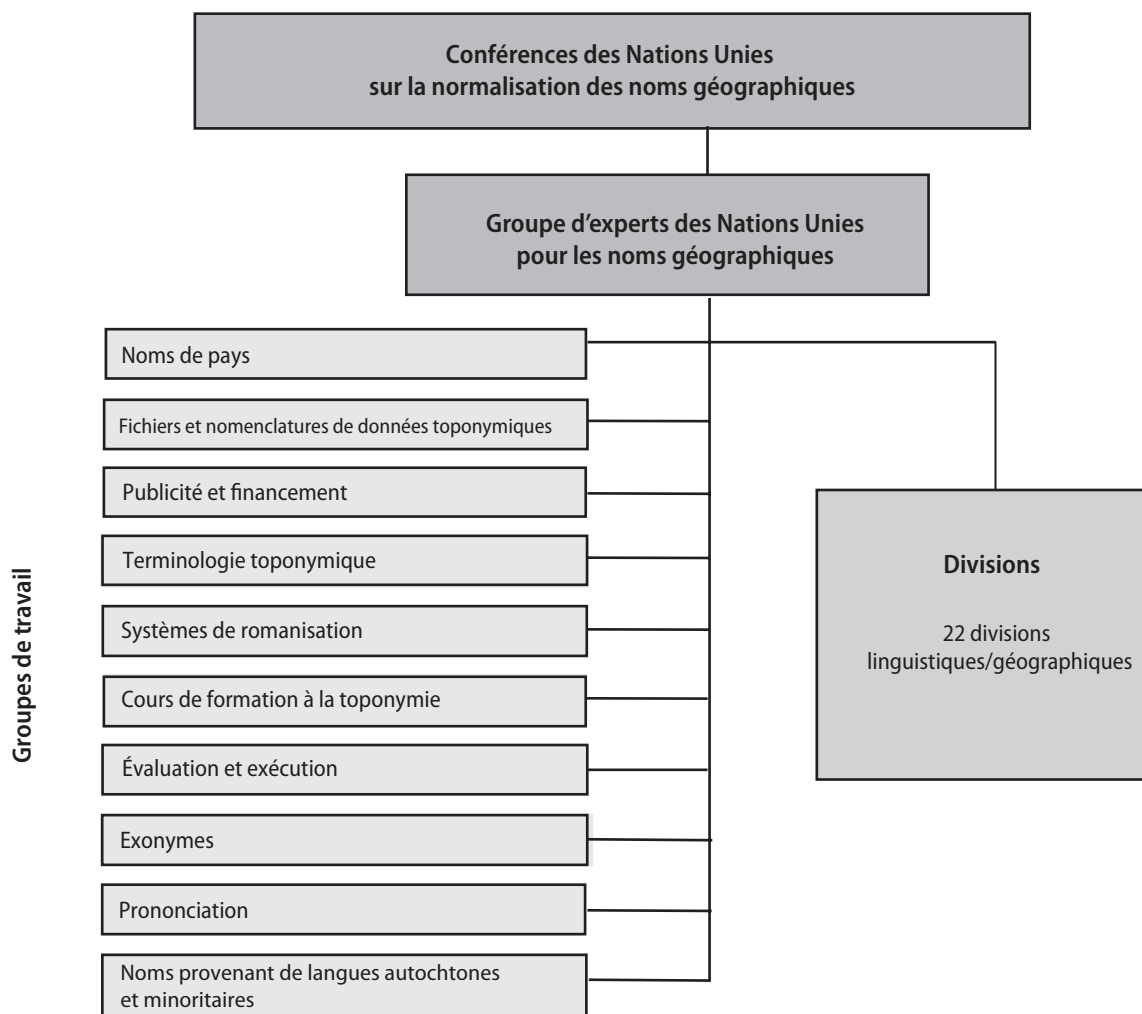 Conférences des Nations Unies
sur la normalisation des noms géographiques
Groupe d'experts des Nations Unies
pour les noms géographiques
Groupes de travail
Noms de pays
Fichiers et nomenclatures de données toponymiques
Publicité et financement
Terminologie toponymique
Systèmes de romanisation
Cours de formation à la toponymie
Évaluation et exécution
Exonymes
Prononciation
Noms provenant de langues autochtones
et minoritaires
Divisions
22 divisions
linguistiques/géographiques